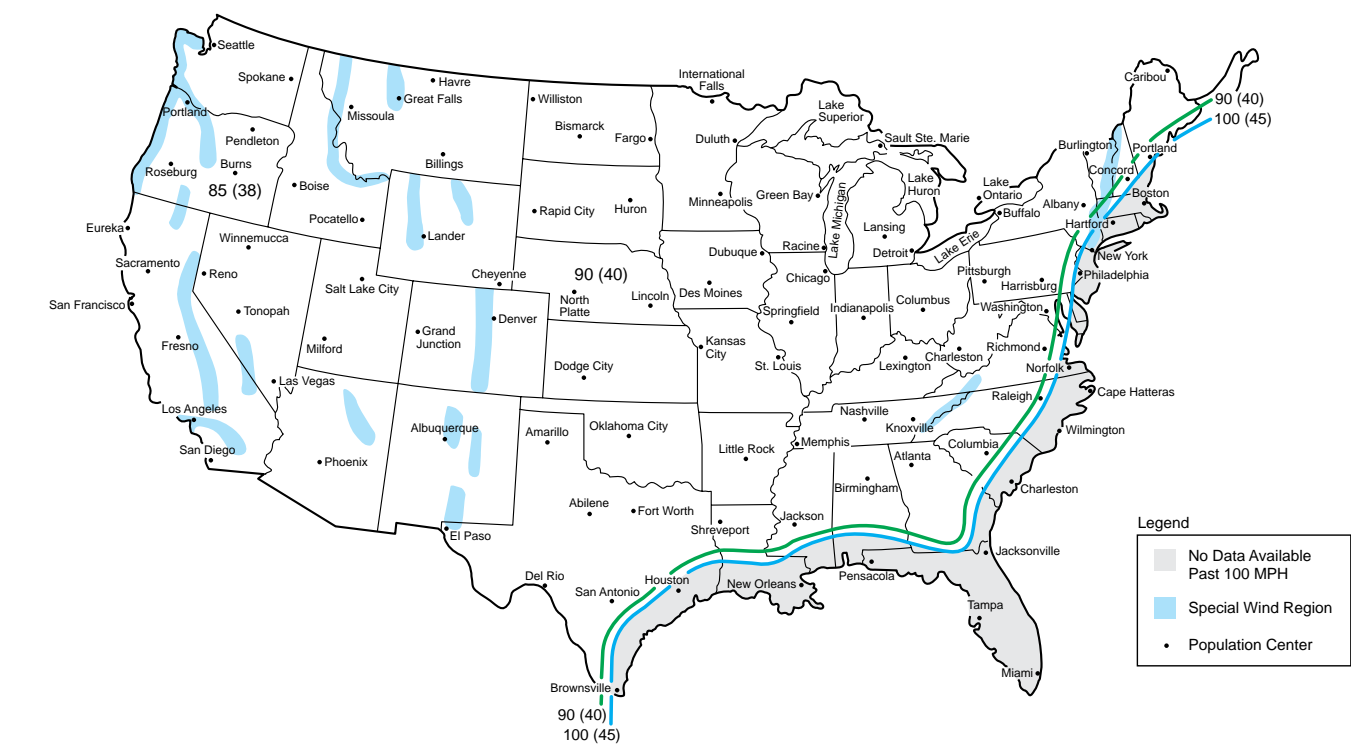 Seattle
Spokane
Portland
Pendleton
Burns
Roseburg
85 (38)
Boise
Pocatello
Missoula
Havre
Great Falls
Billings
Lander
Cheyenne
Eureka
Sacramento
San Francisco
Winnemucca
Reno
Tonopah
Fresno
Las Vegas
Los Angeles
San Diego
Salt Lake City
Milford
Grand
Junction
Denver
Phoenix
Albuquerque
El Paso
Williston
Bismarck
Fargo
Rapid City
Huron
90 (40)
North
Platte
Lincoln
Dodge City
Amarillo
Oklahoma City
Abilene
Fort Worth
Del Rio
San Antonio
Houston
Brownsville
90 (40)
100 (45)
International
Falls
Duluth
Minneapolis
Green Bay
Dubuque
Racine
Chicago
Des Moines
Kansas
City
Springfield
St. Louis
Indianapolis
Columbus
Lexington
Charleston
Nashville
Knoxville
Memphis
Little Rock
Shreveport
Jackson
Birmingham
Atlanta
Columbia
New Orleans
Pensacola
Lake
Superior
Sault Ste. Marie
Lake Michigan
Lake
Huron
Lansing
Detroit
Lake Erie
Lake
Ontario
Buffalo
Pittsburgh
Harrisburg
Washington
Richmond
Norfolk
Raleigh
Cape Hatteras
Wilmington
Charleston
Jacksonville
Tampa
Miami
Caribou
90 (40)
100 (45)
Burlington
Portland
Concord
Boston
Albany
Hartford
New York
Philadelphia
Legend
No Data Available
Past 100 MPH
Special Wind Region
Population Center